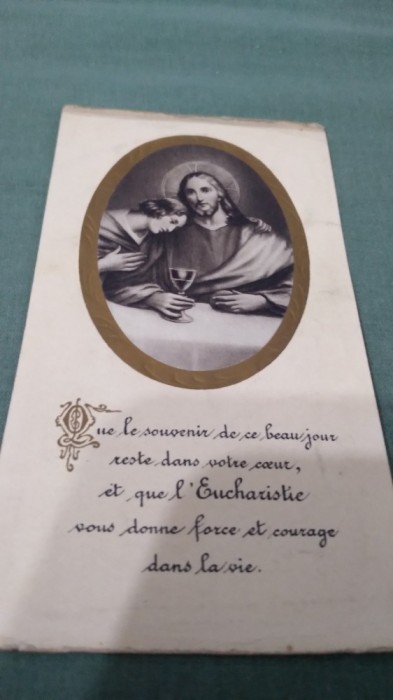 Que le souvenir de ce beau jour
reste dans votre cœur,
et que l'Eucharistie
vous donne force et courage
dans la vie.